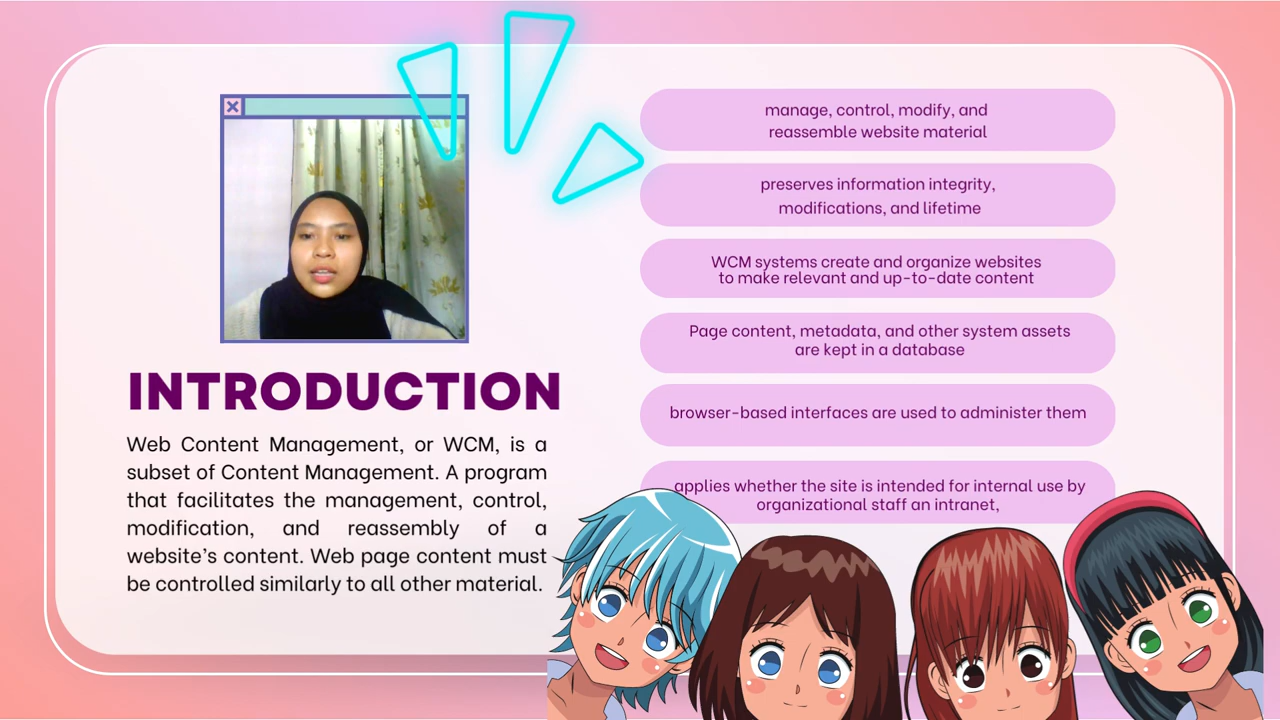 INTRODUCTION
Web Content Management, or WCM, is a
subset of Content Management. A program
that facilitates the management, control,
modification, and reassembly of a
website's content. Web page content must
be controlled similarly to all other material.
manage, control, modify, and
reassemble website material
preserves information integrity,
modifications, and lifetime
WCM systems create and organize websites
to make relevant and up-to-date content
Page content, metadata, and other system assets
are kept in a database
browser-based interfaces are used to administer them
applies whether the site is intended for internal use by
organizational staff an intranet,